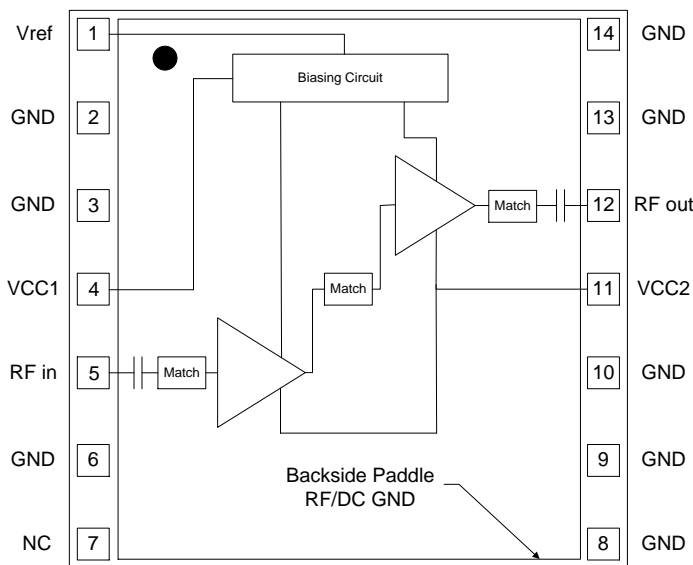 Vref 1 14 GND
Biasing Circuit
GND 2 13 GND
GND 3 Match 12 RF out
VCC1 4 Match 11 VCC2
RF in 5 Match 10 GND
GND 6 9 GND
Backside Paddle
RF/DC GND
NC 7 8 GND